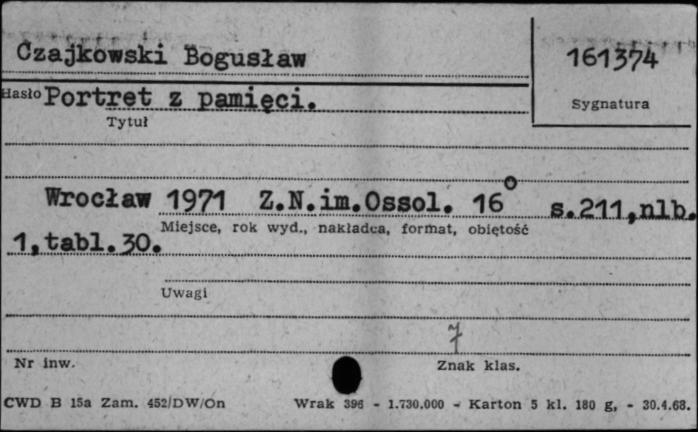 Czajkowski Bogusław
161374
Hasło Portret z pamięci.
Sygnatura
Tytuł
Wrocław 1971 Z.N.im.Ossol. 16° s.211,nlb.
Miejsce, rok wyd., nakładca, format, objętość
1,tabl.30.
Uwagi
7
Nr inw.
Znak klas.
CWD B 15a Zam. 452/DW/On Wrak 396 - 1.730.000 - Karton 5 kl. 180 g, - 30.4.68.